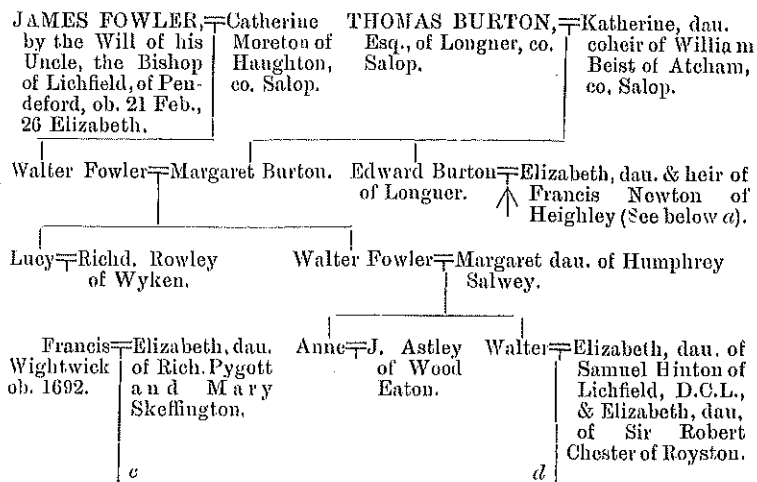 JAMES FOWLER,
by the Will of his
Uncle, the Bishop
of Lichfield, of Pen-
deford, ob. 21 Feb.,
26 Elizabeth.
Catherine
Moreton of
Haughton,
co. Salop.
THOMAS BURTON,
Esq., of Longner, co.
Salop.
Katherine, dau.
coheir of William
Beist of Atcham,
co. Salop.
Walter Fowler
Margaret Burton.
Edward Burton
of Longner.
Elizabeth, dau. & heir of
Francis Newton of
Heighley (See below a).
Lucy
Richd. Rowley
of Wyken.
Walter Fowler
Margaret dau. of Humphrey
Salwey.
Francis
Wightwick
ob. 1692.
Elizabeth, dau.
of Rich. Pygott
and Mary
Skeffington.
Anne
J. Astley
of Wood
Eaton.
Walter
Elizabeth, dau. of
Samuel Hinton of
Lichfield, D.C.L.,
& Elizabeth, dau.
of Sir Robert
Chester of Royston.
c
d